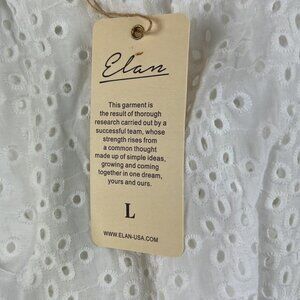 Elan
This garment is
the result of thorough
research carried out by a
successful team, whose
strength rises from
a common thought
made up of simple ideas,
growing and coming
together in one dream,
yours and ours.
L
WWW.ELAN-USA.COM